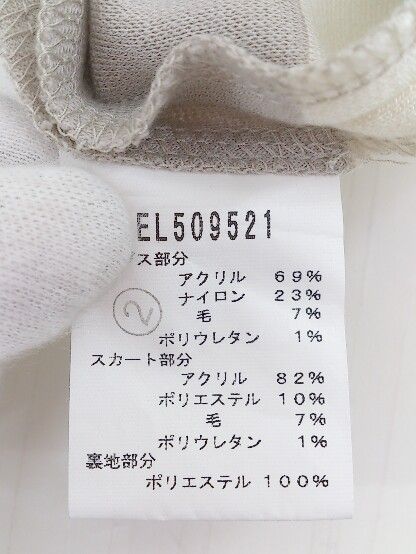 EL509521
ス部分
アクリル 69%
ナイロン 23%
毛 7%
ポリウレタン 1%
②
スカート部分
アクリル 82%
ポリエステル 10%
毛 7%
ポリウレタン 1%
裏地部分
ポリエステル 100%